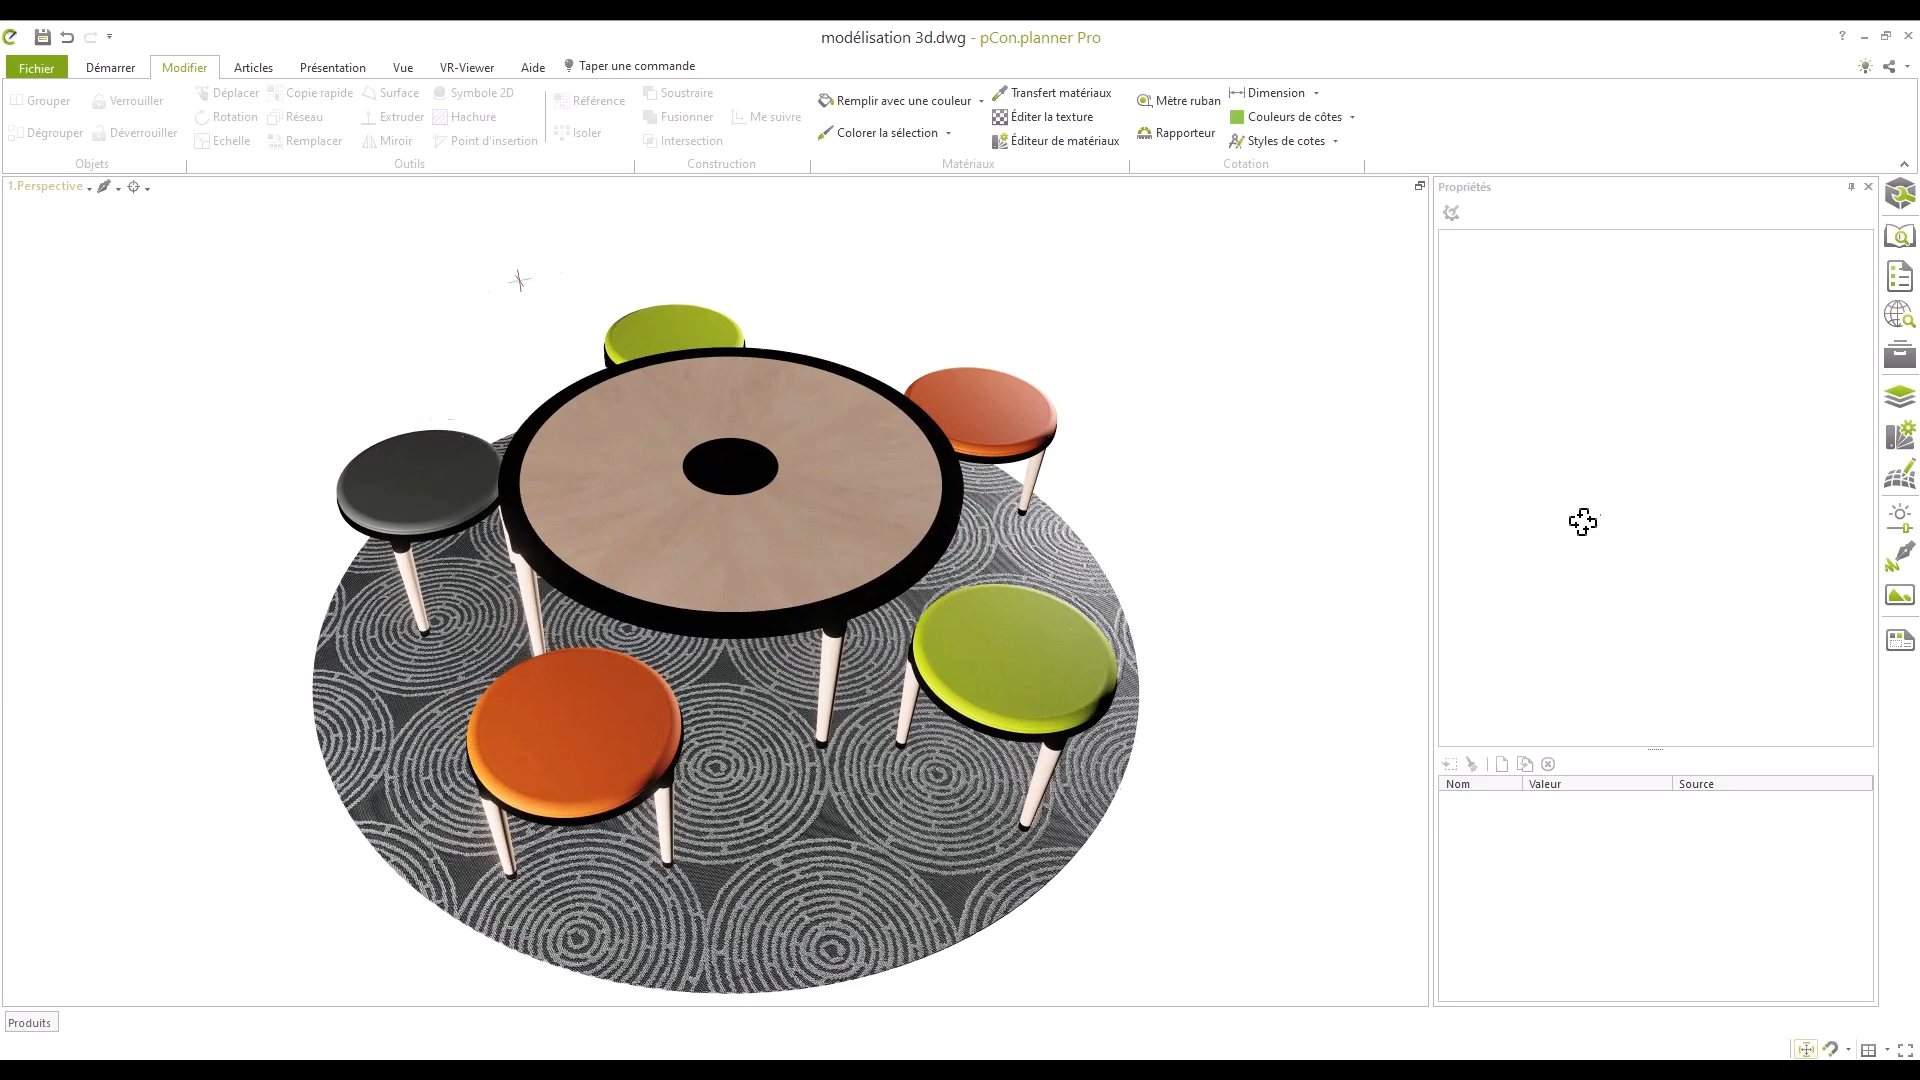 modélisation 3d.dwg - pCon.planner Pro
Fichier Démarrer Modifier Articles Présentation Vue VR-Viewer Aide Taper une commande
Grouper Verrouiller Déplacer Copie rapide Surface Symbole 2D Référence Soustraire Remplir avec une couleur Transfert matériaux Mètre ruban Dimension
Rotation Réseau Extruder Hachure Fusionner Me suivre Éditer la texture Couleurs de côtes
Dégrouper Déverrouiller Echelle Remplacer Miroir Point d'insertion Isoler Intersection Colorer la sélection Éditeur de matériaux Rapporteur Styles de cotes
Objets Outils Construction Matériaux Cotation
1.Perspective Propriétés
Nom Valeur Source
Produits